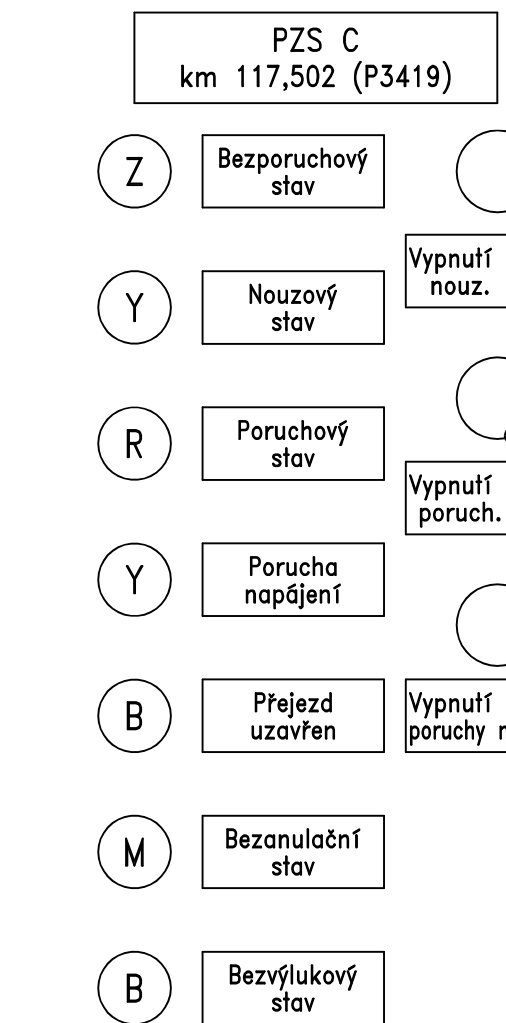 PZS C
km 117,502 (P3419)
Z
Bezporuchový
stav
Vypnutí
nouz.
Y
Nouzový
stav
R
Poruchový
stav
Vypnutí
poruch.
Y
Porucha
napájení
B
Přejezd
uzavřen
Vypnutí
poruchy
M
Bezanulační
stav
B
Bezvýlukový
stav